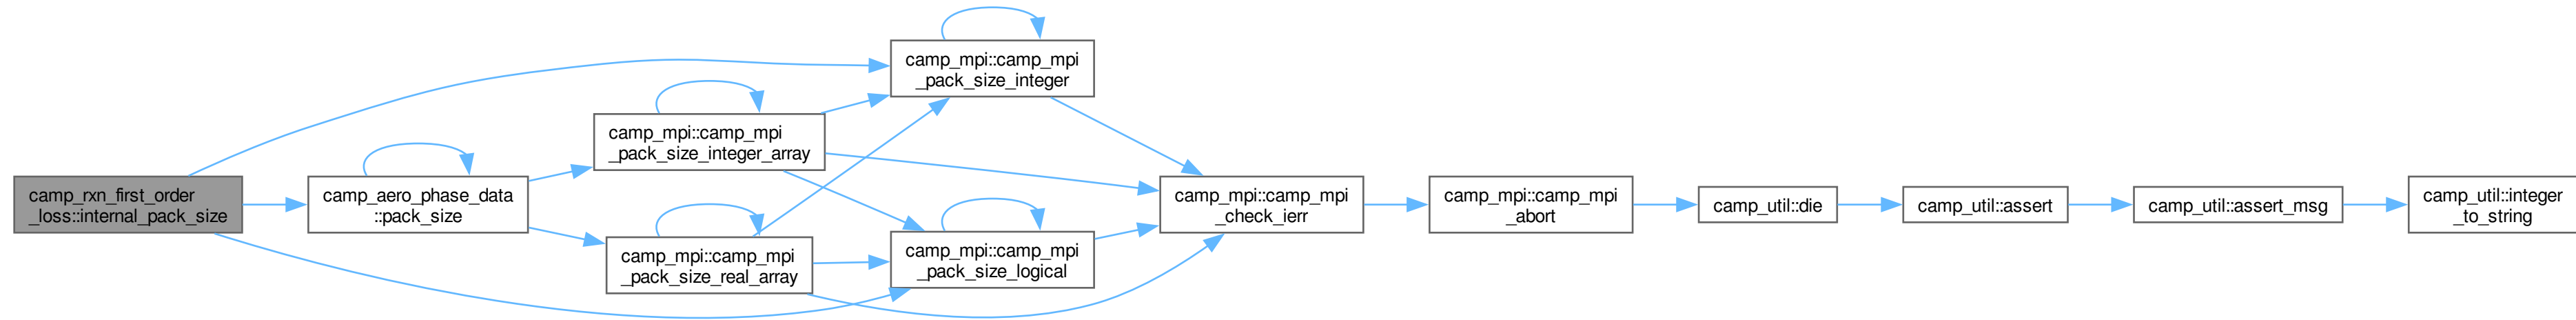 camp_rxn_first_order
_loss::internal_pack_size
camp_aero_phase_data
::pack_size
camp_mpi::camp_mpi
_pack_size_integer_array
camp_mpi::camp_mpi
_pack_size_real_array
camp_mpi::camp_mpi
_pack_size_integer
camp_mpi::camp_mpi
_pack_size_logical
camp_mpi::camp_mpi
_check_ierr
camp_mpi::camp_mpi
_abort
camp_util::die
camp_util::assert
camp_util::assert_msg
camp_util::integer
_to_string